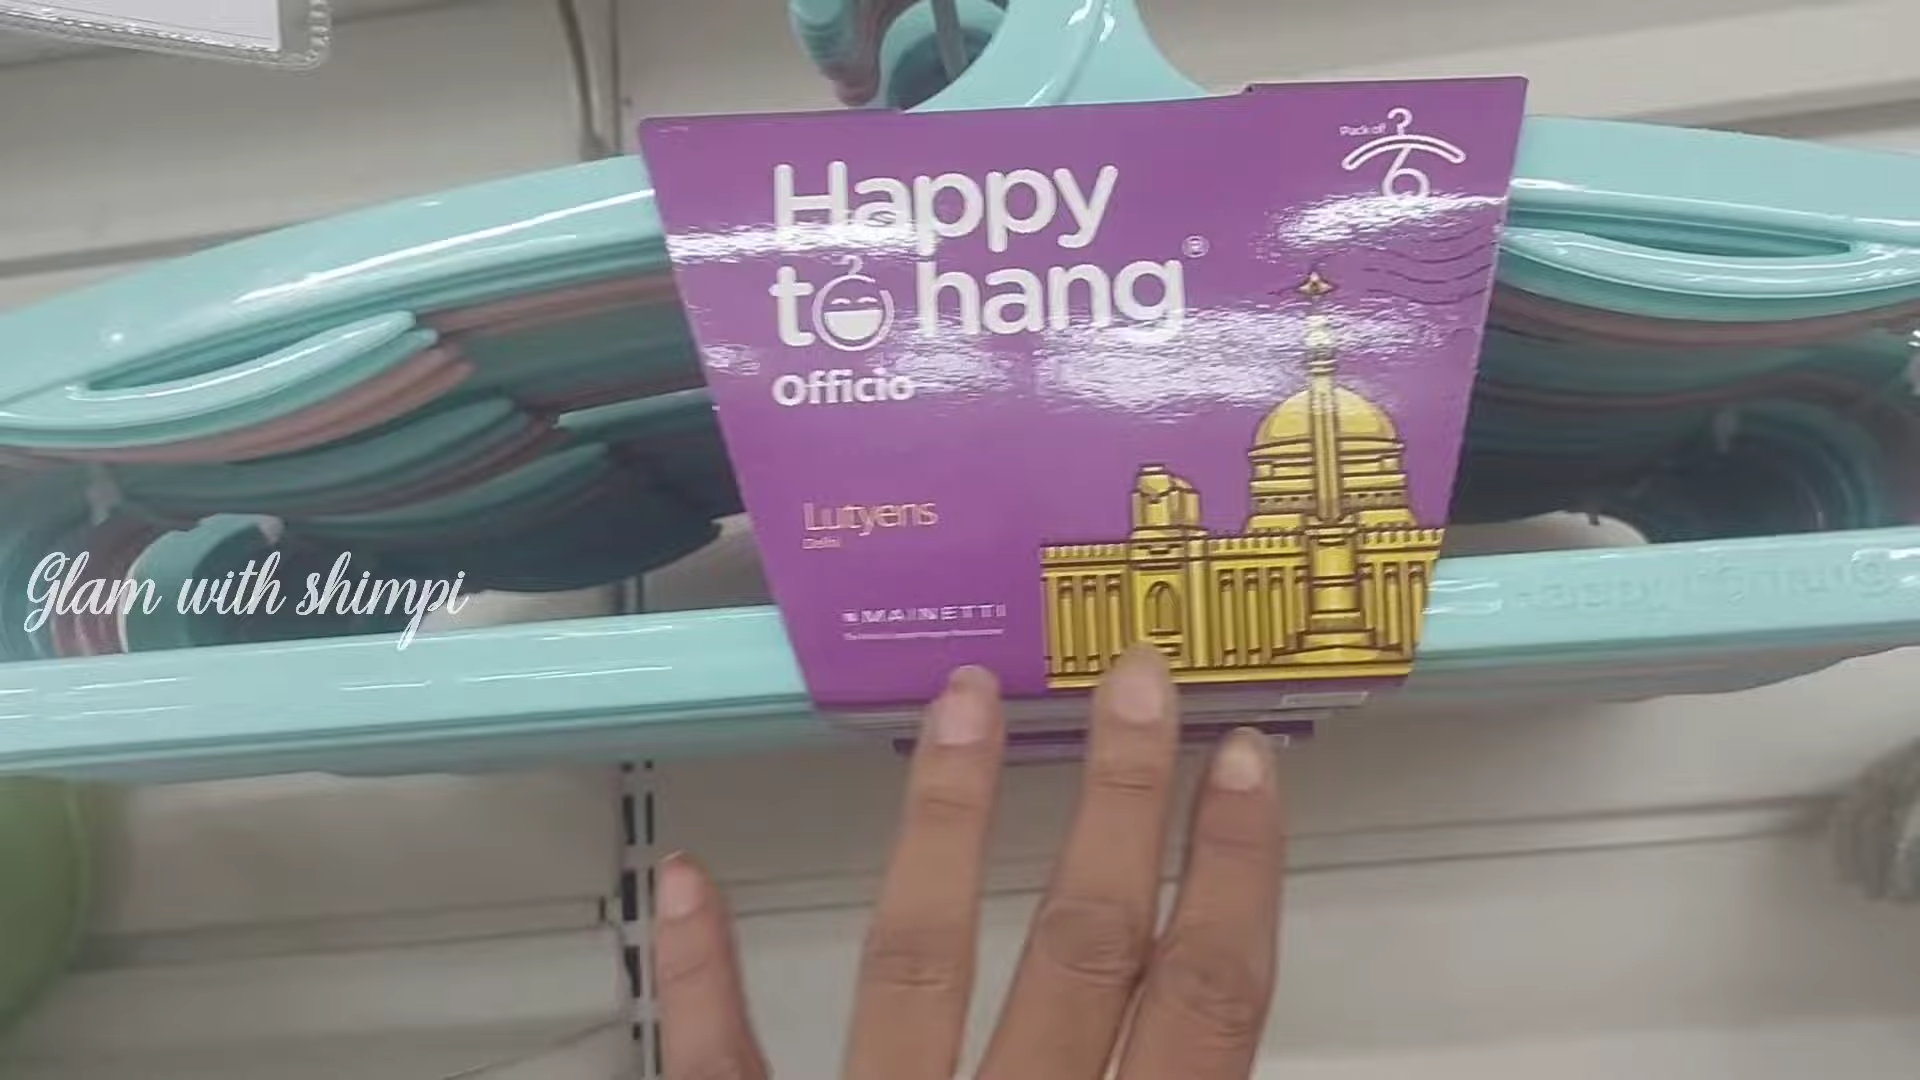 Pack of
6
Happy
to hang®
Officio
Lutyens
Delhi
MAINETTI
Glam with shimpi